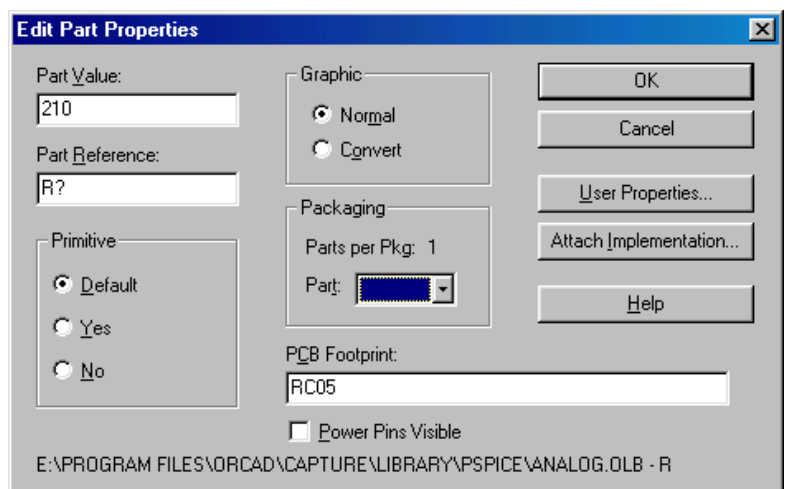 Edit Part Properties
Part Value:
210
Part Reference:
R?
Primitive
Default
Yes
No
Graphic
Normal
Convert
Packaging
Parts per Pkg: 1
Part:
PCB Footprint:
RC05
Power Pins Visible
OK
Cancel
User Properties...
Attach Implementation...
Help
E:\PROGRAM FILES\ORCAD\CAPTURE\LIBRARY\PSPICE\ANALOG.OLB - R